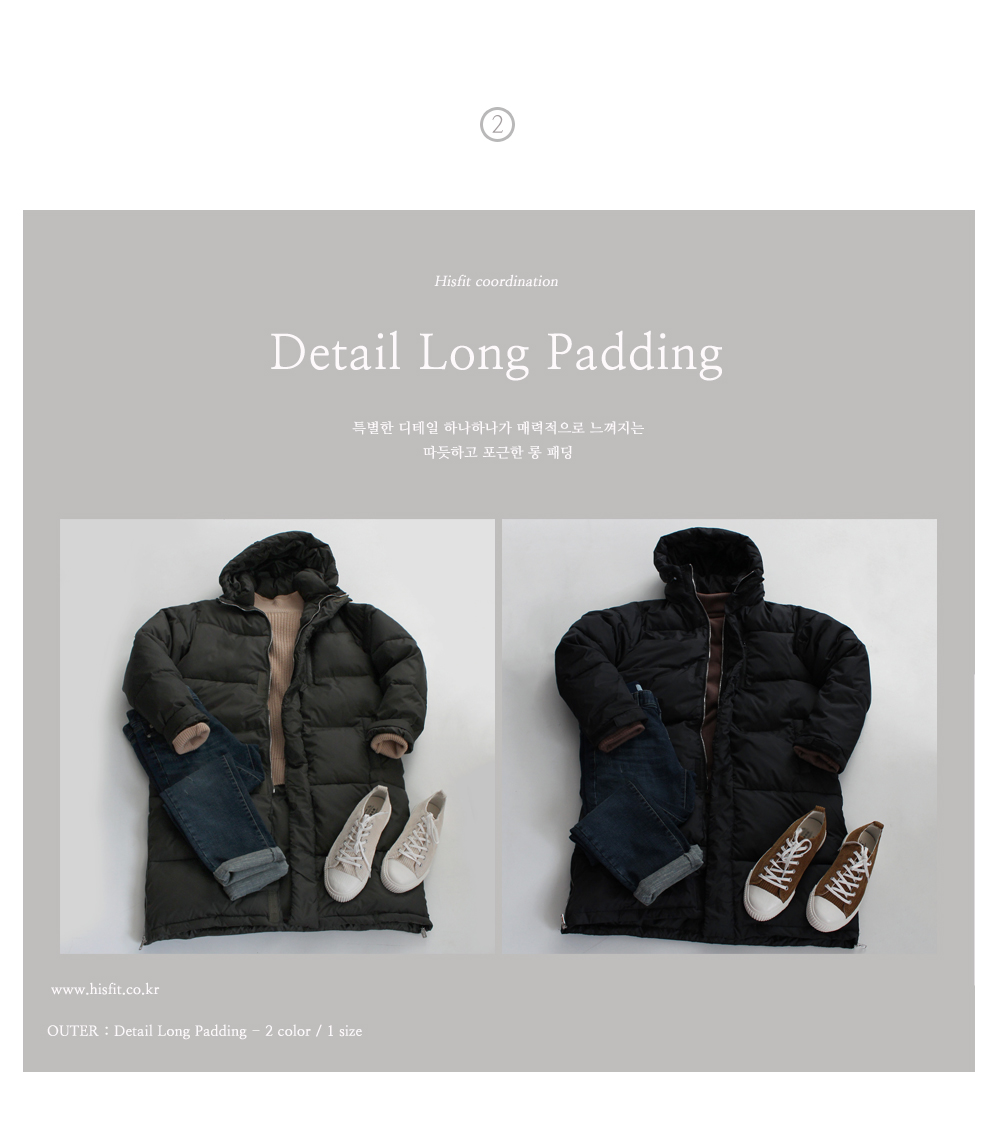 ②
Hisfit coordination
Detail Long Padding
특별한 디테일 하나하나가 매력적으로 느껴지는
따듯하고 포근한 롱 패딩
www.hisfit.co.kr
OUTER : Detail Long Padding - 2 color / 1 size